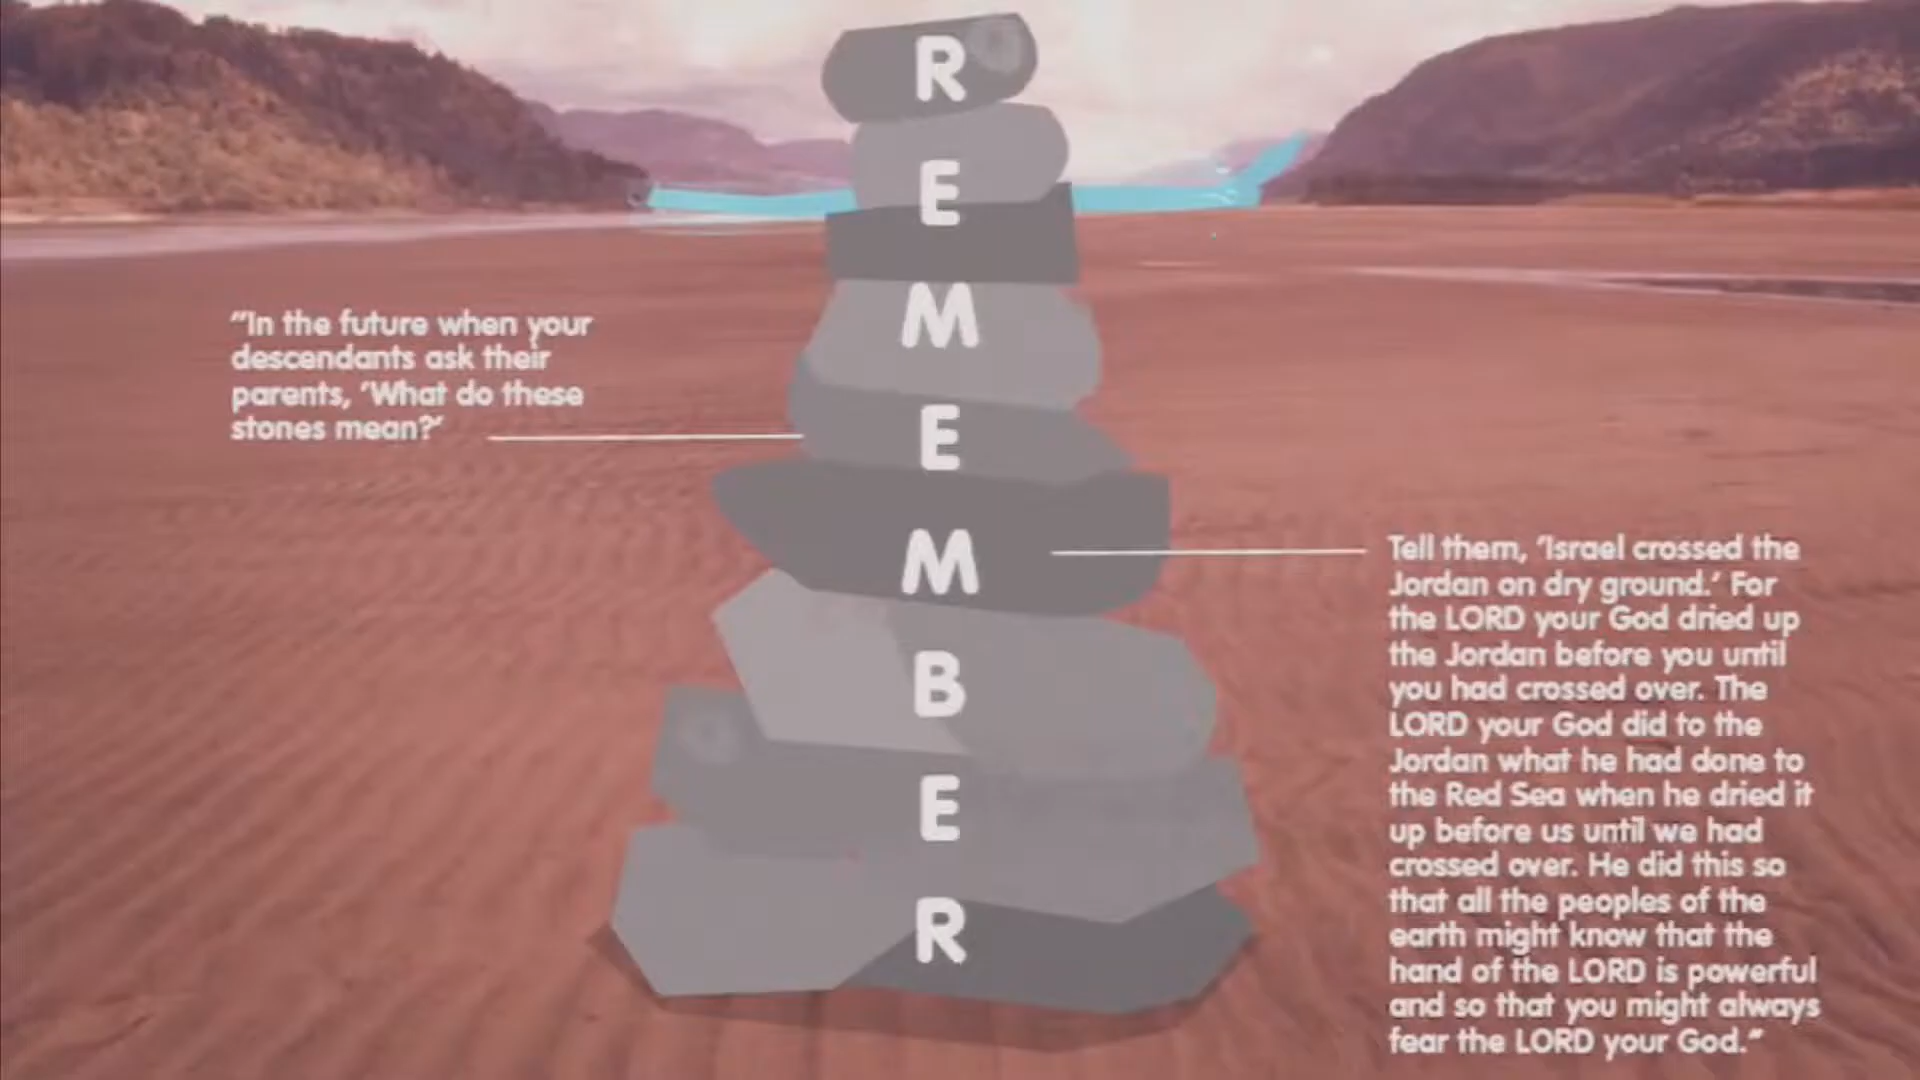 R
E
M
E
M
B
E
R
"In the future when your
descendants ask their
parents, 'What do these
stones mean?'
Tell them, 'Israel crossed the
Jordan on dry ground.' For
the LORD your God dried up
the Jordan before you until
you had crossed over. The
LORD your God did to the
Jordan what he had done to
the Red Sea when he dried it
up before us until we had
crossed over. He did this so
that all the peoples of the
earth might know that the
hand of the LORD is powerful
and so that you might always
fear the LORD your God."